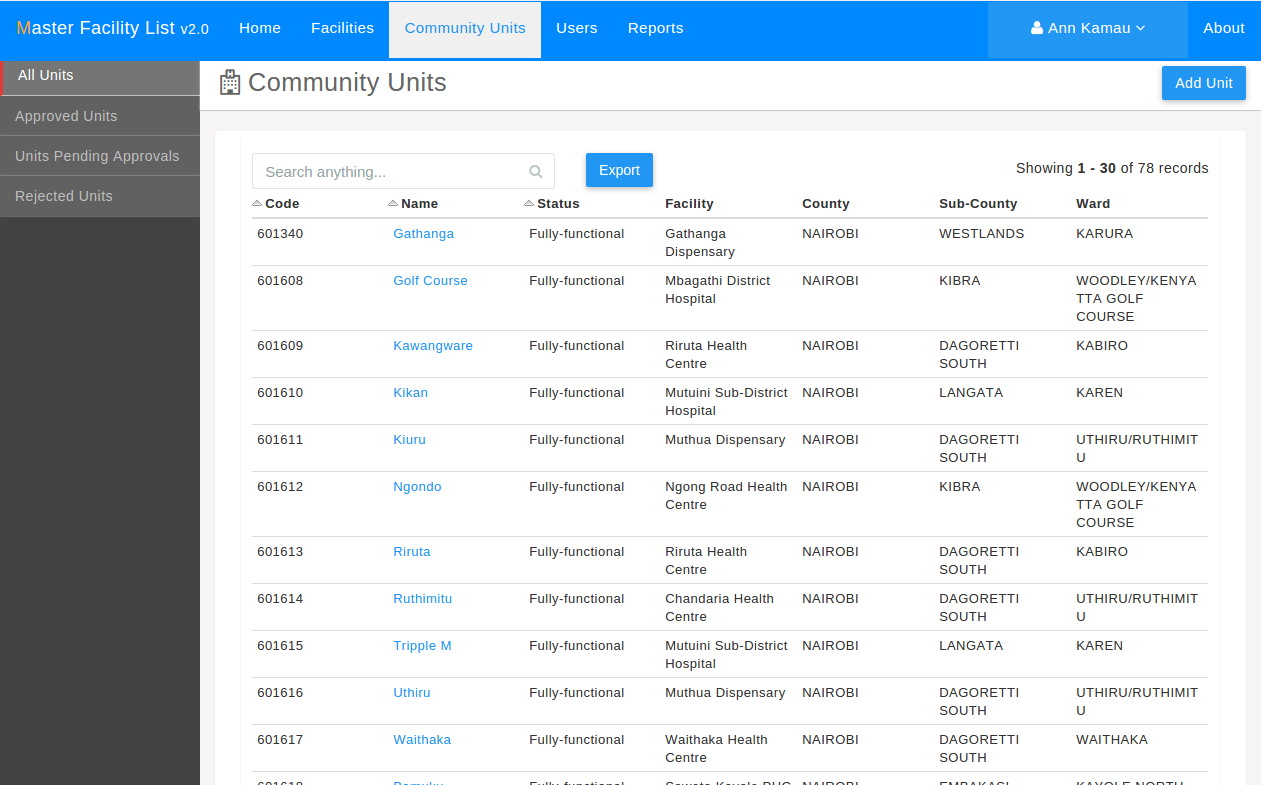 Master Facility List v2.0 Home Facilities Community Units Users Reports Ann Kamau About
All Units
Approved Units
Units Pending Approvals
Rejected Units
Community Units
Add Unit
Search anything...
Export
Showing 1 - 30 of 78 records
Code Name Status Facility County Sub-County Ward
601340 Gathanga Fully-functional Gathanga NAIROBI WESTLANDS KARURA
Dispensary
601608 Golf Course Fully-functional Mbagathi District NAIROBI KIBRA WOODLEY/KENYA
Hospital TTA GOLF
COURSE
601609 Kawangware Fully-functional Riruta Health NAIROBI DAGORETTI KABIRO
Centre SOUTH
601610 Kikan Fully-functional Mutuini Sub-District NAIROBI LANGATA KAREN
Hospital
601611 Kiuru Fully-functional Muthua Dispensary NAIROBI DAGORETTI UTHIRU/RUTHIMIT
SOUTH U
601612 Ngondo Fully-functional Ngong Road Health NAIROBI KIBRA WOODLEY/KENYA
Centre TTA GOLF
COURSE
601613 Riruta Fully-functional Riruta Health NAIROBI DAGORETTI KABIRO
Centre SOUTH
601614 Ruthimitu Fully-functional Chandaria Health NAIROBI DAGORETTI UTHIRU/RUTHIMIT
Centre SOUTH U
601615 Tripple M Fully-functional Mutuini Sub-District NAIROBI LANGATA KAREN
Hospital
601616 Uthiru Fully-functional Muthua Dispensary NAIROBI DAGORETTI UTHIRU/RUTHIMIT
SOUTH U
601617 Waithaka Fully-functional Waithaka Health NAIROBI DAGORETTI WAITHAKA
Centre SOUTH
601618 Fully-functional NAIROBI EMBAKASI KAYOLE NORTH